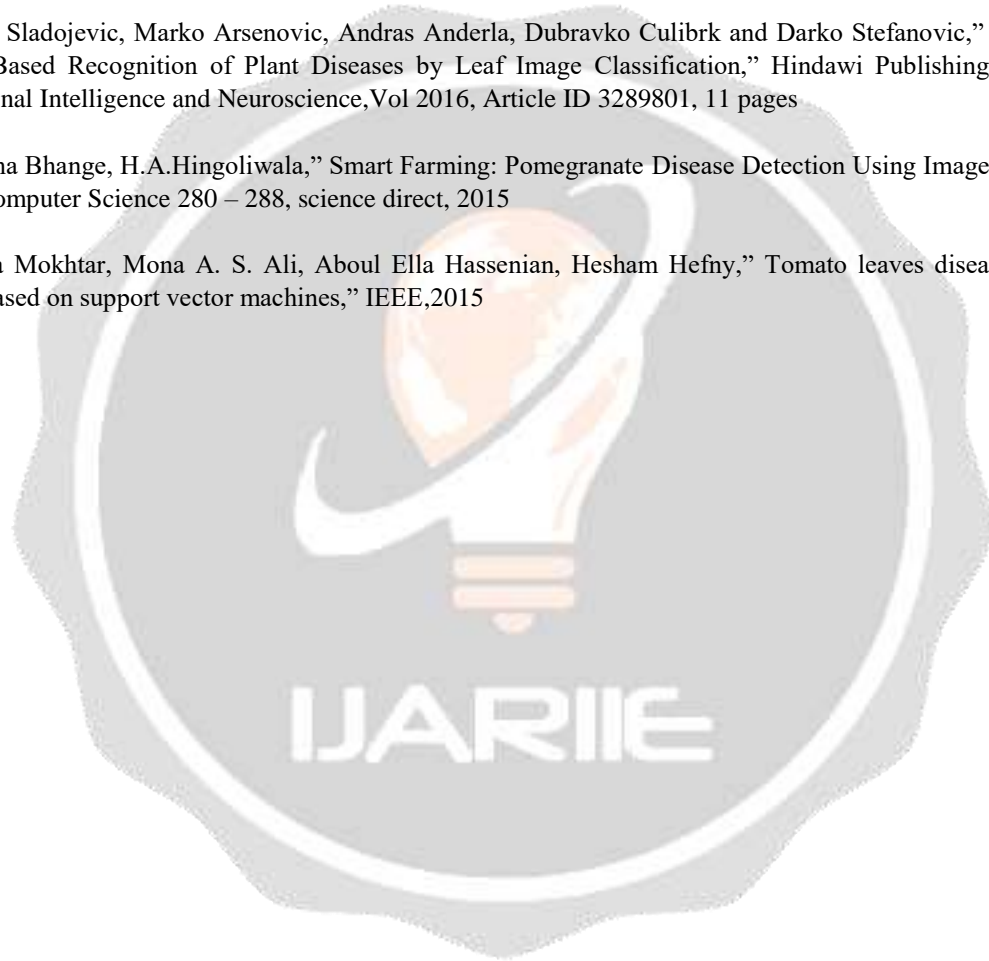 Sladojevic, Marko Arsenovic, Andras Anderla, Dubravko Culibrk and Darko Stefanovic,”
Based Recognition of Plant Diseases by Leaf Image Classification,” Hindawi Publishing
nal Intelligence and Neuroscience,Vol 2016, Article ID 3289801, 11 pages
na Bhange, H.A.Hingoliwala,” Smart Farming: Pomegranate Disease Detection Using Image
omputer Science 280 – 288, science direct, 2015
a Mokhtar, Mona A. S. Ali, Aboul Ella Hassenian, Hesham Hefny,” Tomato leaves disea
ased on support vector machines,” IEEE,2015
IJARIIE